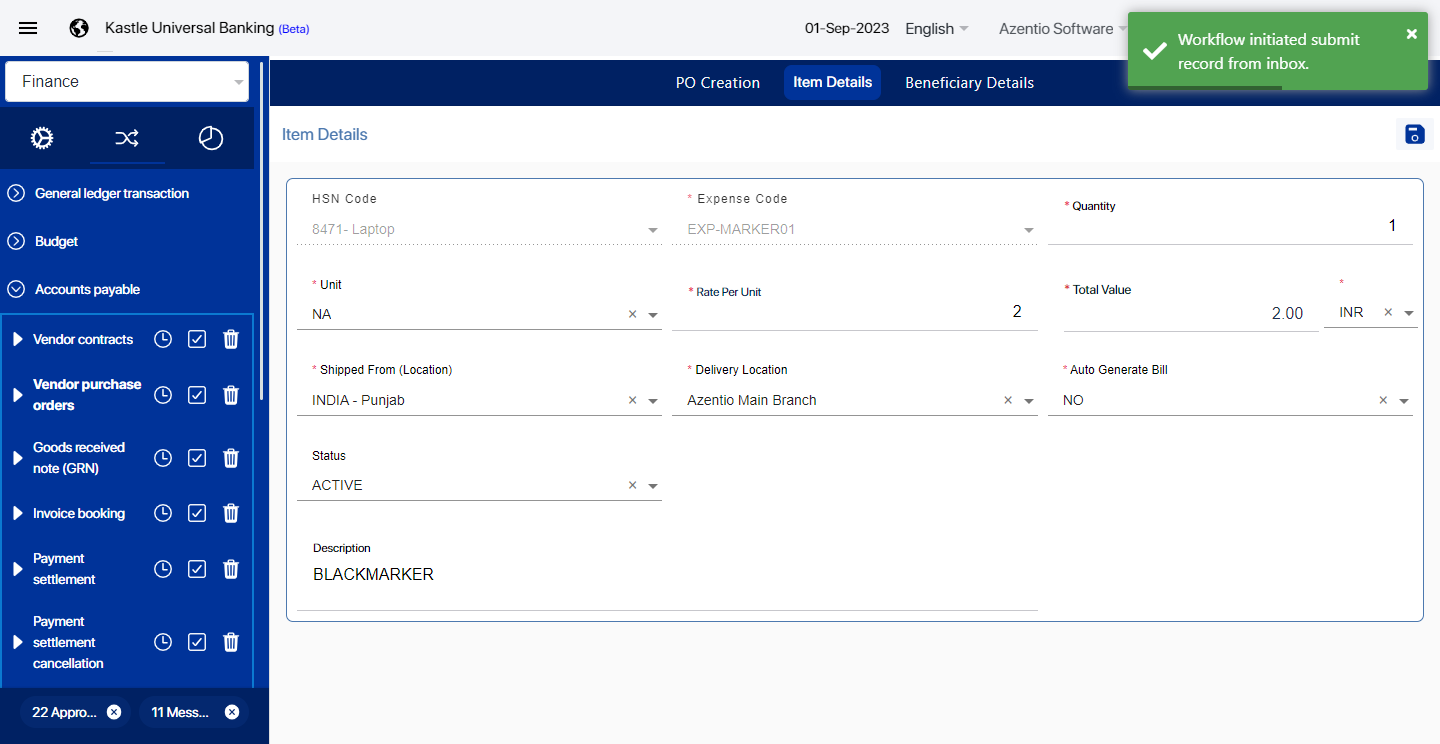 Kastle Universal Banking (Beta)
01-Sep-2023
English
Azentio Software
Workflow initiated submit
record from inbox.
Finance
PO Creation
Item Details
Beneficiary Details
Item Details
General ledger transaction
Budget
Accounts payable
Vendor contracts
Vendor purchase
orders
Goods received
note (GRN)
Invoice booking
Payment
settlement
Payment
settlement
cancellation
22 Appro...
11 Mess...
HSN Code
8471- Laptop
* Expense Code
EXP-MARKER01
* Quantity
1
* Unit
NA
* Rate Per Unit
2
* Total Value
2.00
*
INR
* Shipped From (Location)
INDIA - Punjab
* Delivery Location
Azentio Main Branch
* Auto Generate Bill
NO
Status
ACTIVE
Description
BLACKMARKER